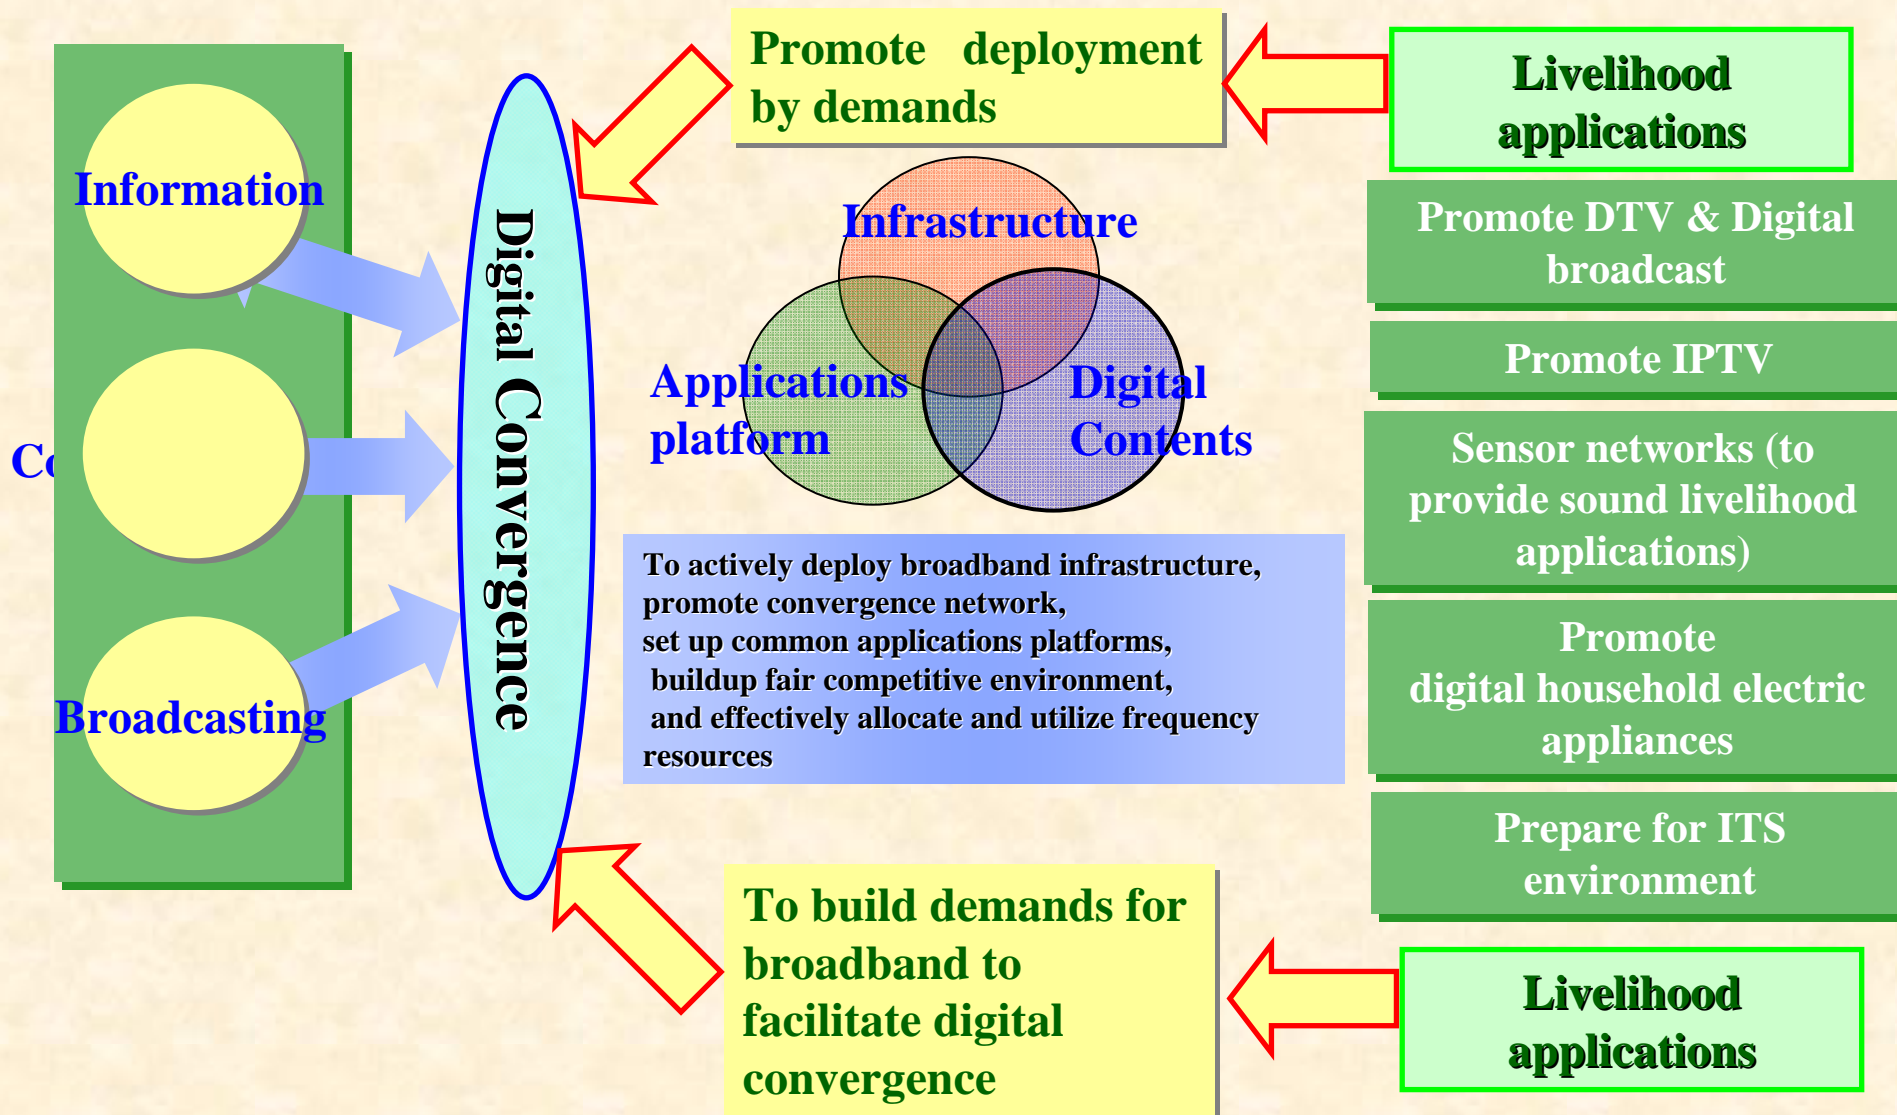 Information
Co
Broadcasting
Digital Convergence
Promote deployment
by demands
Infrastructure
Applications
platform
Digital
Contents
To actively deploy broadband infrastructure,
promote convergence network,
set up common applications platforms,
buildup fair competitive environment,
and effectively allocate and utilize frequency
resources
To build demands for
broadband to
facilitate digital
convergence
Livelihood
applications
Promote DTV & Digital
broadcast
Promote IPTV
Sensor networks (to
provide sound livelihood
applications)
Promote
digital household electric
appliances
Prepare for ITS
environment
Livelihood
applications